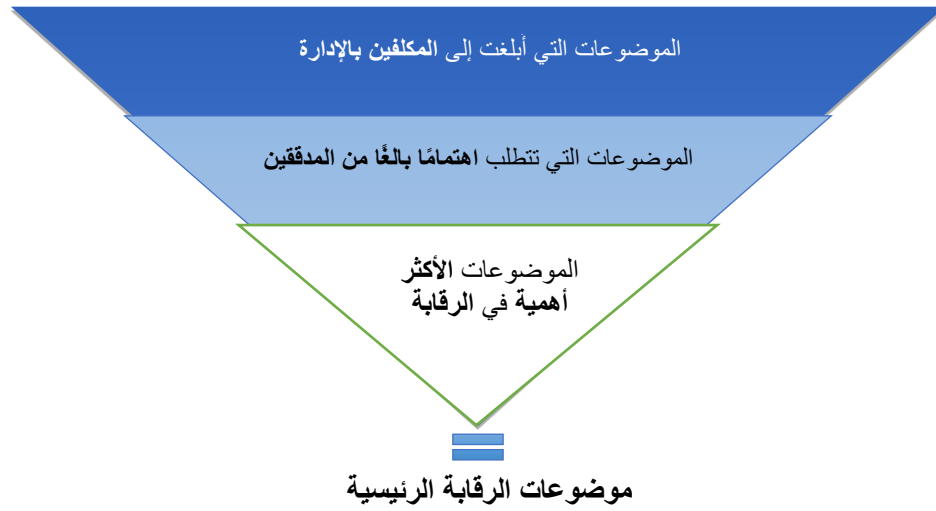 الموضوعات التي أبلغت إلى المكلفين بالإدارة
الموضوعات التي تتطلب اهتمامًا بالغًا من المدققين
الموضوعات الأكثر
أهمية في الرقابة
موضوعات الرقابة الرئيسية